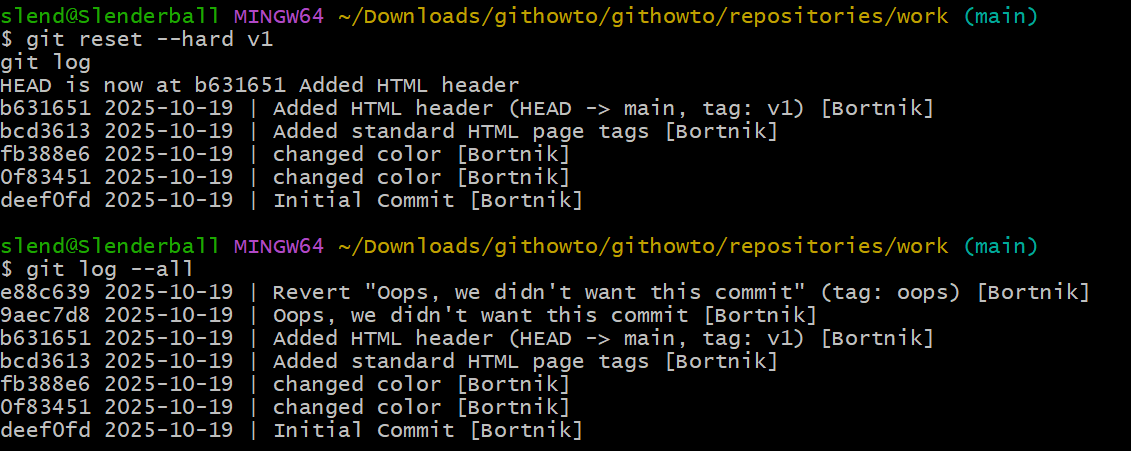 slend@Slenderball MINGW64 ~/Downloads/githowto/githowto/repositories/work (main)
$ git reset --hard v1
git log
HEAD is now at b631651 Added HTML header
b631651 2025-10-19 | Added HTML header (HEAD -> main, tag: v1) [Bortnik]
bcd3613 2025-10-19 | Added standard HTML page tags [Bortnik]
fb388e6 2025-10-19 | changed color [Bortnik]
0f83451 2025-10-19 | changed color [Bortnik]
deef0fd 2025-10-19 | Initial Commit [Bortnik]
slend@Slenderball MINGW64 ~/Downloads/githowto/githowto/repositories/work (main)
$ git log --all
e88c639 2025-10-19 | Revert "Oops, we didn't want this commit" (tag: oops) [Bortnik]
9aec7d8 2025-10-19 | Oops, we didn't want this commit [Bortnik]
b631651 2025-10-19 | Added HTML header (HEAD -> main, tag: v1) [Bortnik]
bcd3613 2025-10-19 | Added standard HTML page tags [Bortnik]
fb388e6 2025-10-19 | changed color [Bortnik]
0f83451 2025-10-19 | changed color [Bortnik]
deef0fd 2025-10-19 | Initial Commit [Bortnik]